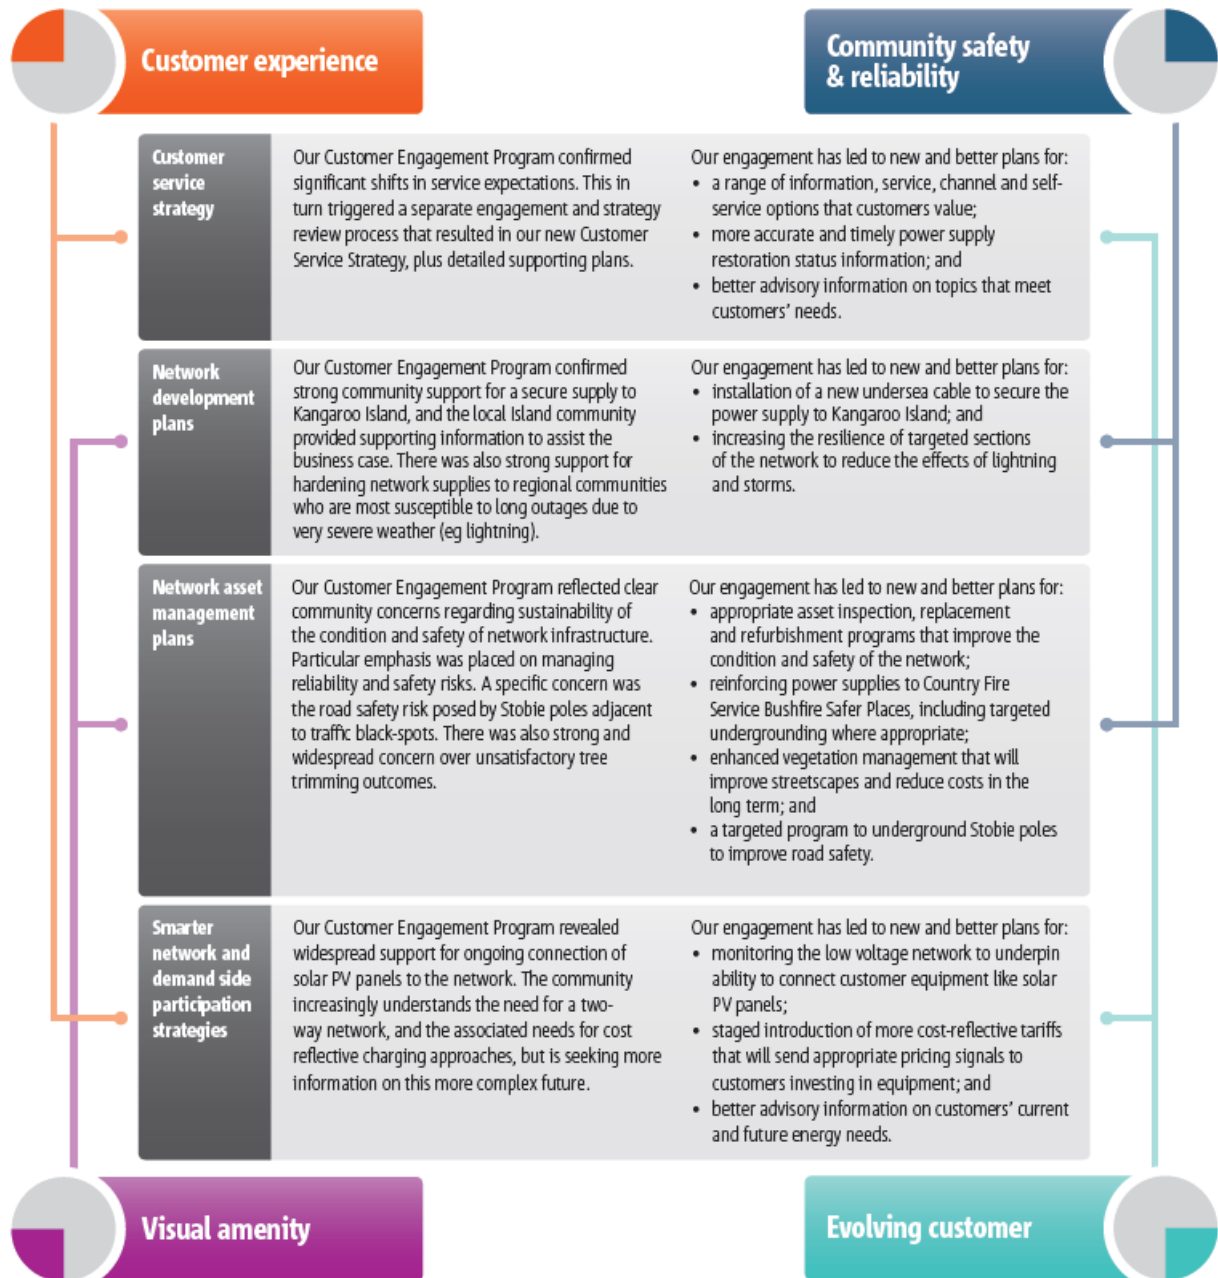 Customer experience
Community safety
& reliability
Customer
service
strategy
Our Customer Engagement Program confirmed
significant shifts in service expectations. This in
turn triggered a separate engagement and strategy
review process that resulted in our new Customer
Service Strategy, plus detailed supporting plans.
Our engagement has led to new and better plans for:
• a range of information, service, channel and self-
service options that customers value;
• more accurate and timely power supply
restoration status information; and
• better advisory information on topics that meet
customers' needs.
Network
development
plans
Our Customer Engagement Program confirmed
strong community support for a secure supply to
Kangaroo Island, and the local Island community
provided supporting information to assist the
business case. There was also strong support for
hardening network supplies to regional communities
who are most susceptible to long outages due to
very severe weather (eg lightning).
Our engagement has led to new and better plans for:
• installation of a new undersea cable to secure the
power supply to Kangaroo Island; and
• increasing the resilience of targeted sections
of the network to reduce the effects of lightning
and storms.
Network asset
management
plans
Our Customer Engagement Program reflected clear
community concerns regarding sustainability of
the condition and safety of network infrastructure.
Particular emphasis was placed on managing
reliability and safety risks. A specific concern was
the road safety risk posed by Stobie poles adjacent
to traffic black-spots. There was also strong and
widespread concern over unsatisfactory tree
trimming outcomes.
Our engagement has led to new and better plans for:
• appropriate asset inspection, replacement
and refurbishment programs that improve the
condition and safety of the network;
• reinforcing power supplies to Country Fire
Service Bushfire Safer Places, including targeted
undergrounding where appropriate;
• enhanced vegetation management that will
improve streetscapes and reduce costs in the
long term; and
• a targeted program to underground Stobie poles
to improve road safety.
Smarter
network and
demand side
participation
strategies
Our Customer Engagement Program revealed
widespread support for ongoing connection of
solar PV panels to the network. The community
increasingly understands the need for a two-
way network, and the associated needs for cost
reflective charging approaches, but is seeking more
information on this more complex future.
Our engagement has led to new and better plans for:
• monitoring the low voltage network to underpin
ability to connect customer equipment like solar
PV panels;
• staged introduction of more cost-reflective tariffs
that will send appropriate pricing signals to
customers investing in equipment; and
• better advisory information on customers' current
and future energy needs.
Visual amenity
Evolving customer